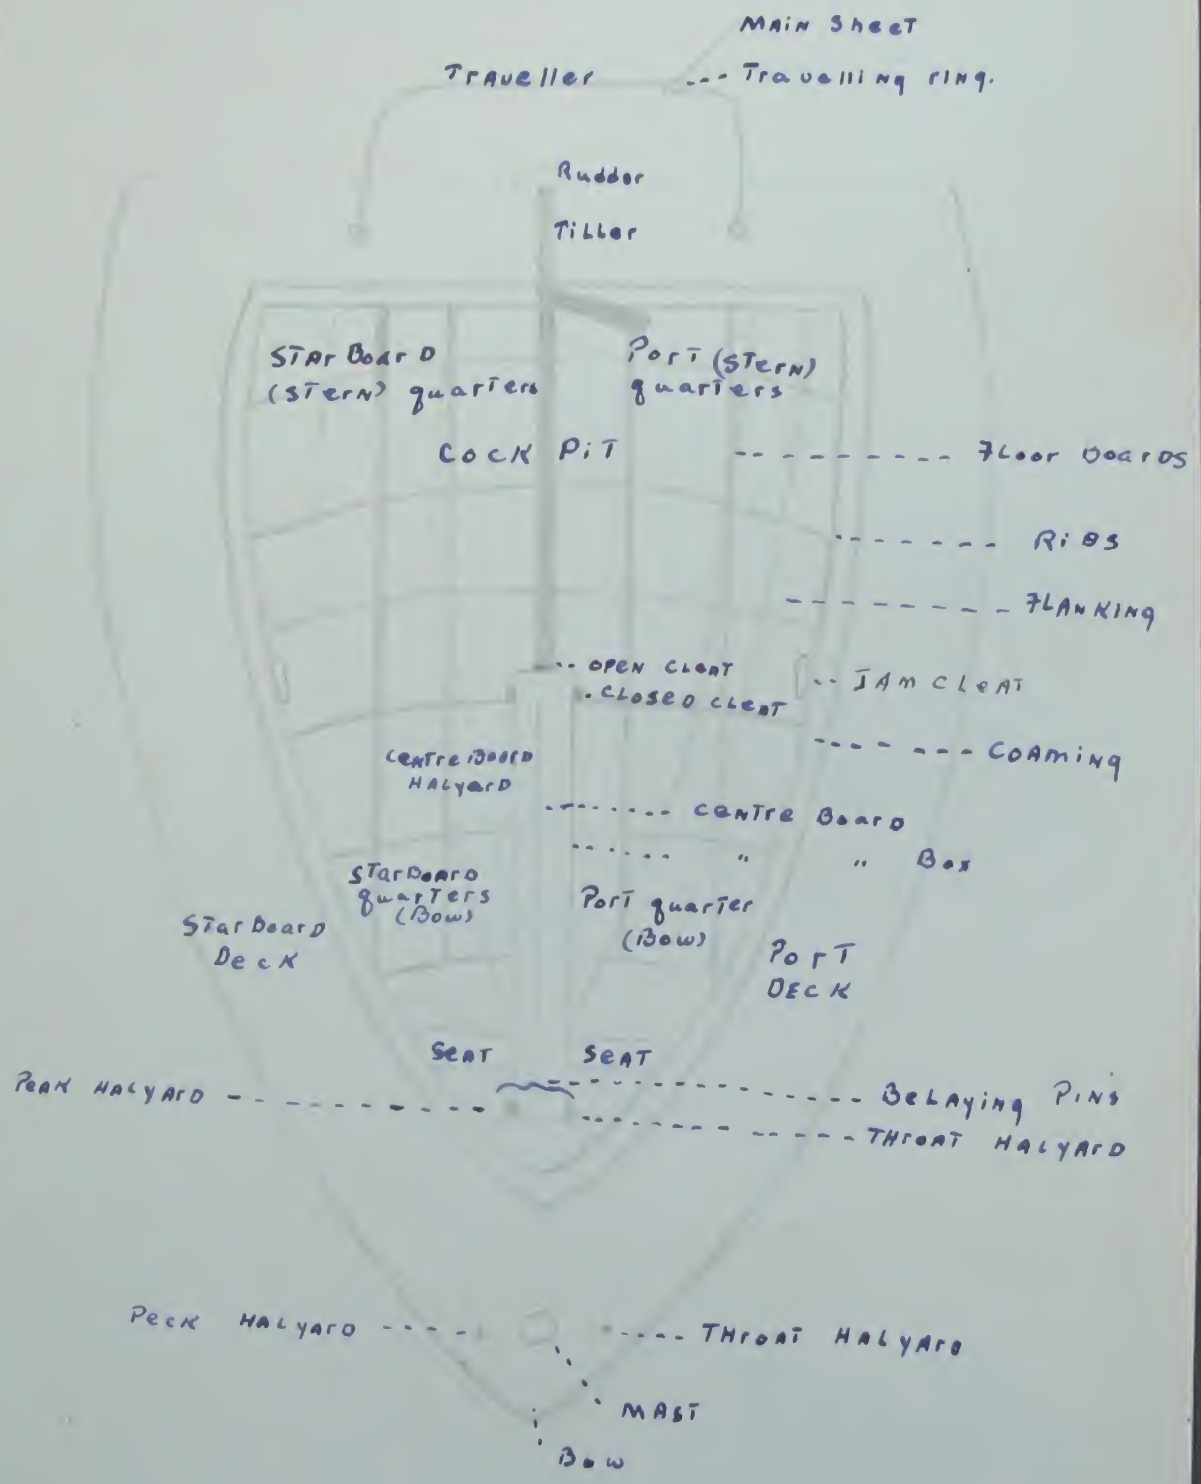 MAIN SheeT
TrAveller
Travelling ring.
Rudder
Tiller
STArBoarD
(STerN) quarTers
PorT (STerN)
quarTers
COCK PiT
FLoor BoarDS
RiBS
PLANKING
OPEN CLEAT
CLOSED CLEAT
JAM CLeAT
COAMiNg
CeNTre BoarD
HALyarD
CeNTre BoarD
" " Box
STarBoArD
quarTers
(Bow)
PorT quarTer
(Bow)
STarBoarD
DecK
PorT
DECK
SeAT
SeAT
PeaK HALyArD
BeLAyiNg PiNS
THroAT HALyArD
PecK HALyArD
THroAT HALyArD
MAST
Bow